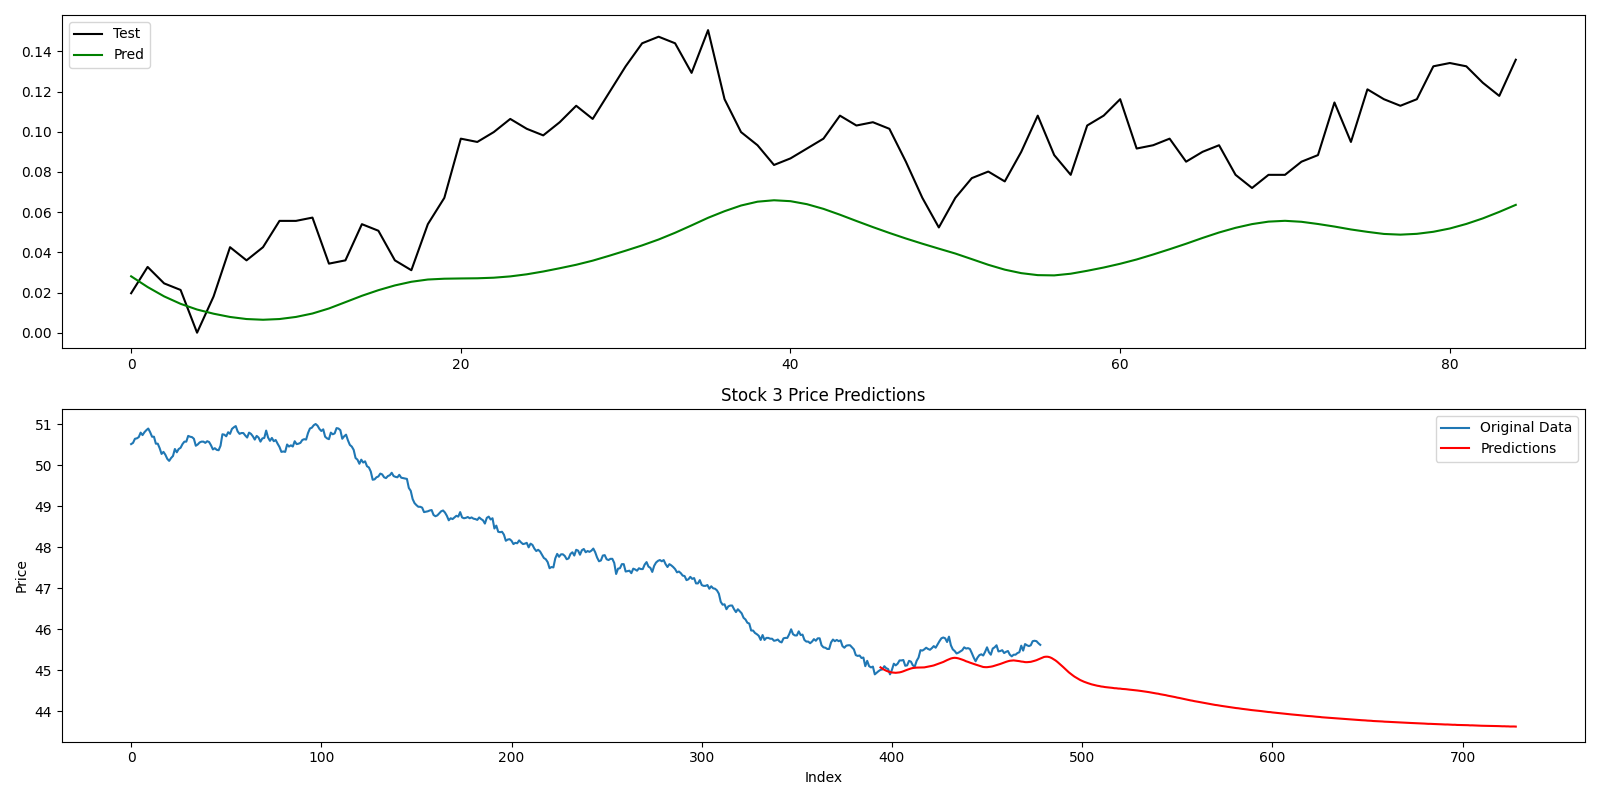 Test
Pred
0.14
0.12
0.10
0.08
0.06
0.04
0.02
0.00
0 20 40 60 80
Stock 3 Price Predictions
Original Data
Predictions
51
50
49
48
47
46
45
44
Price
0 100 200 300 400 500 600 700
Index